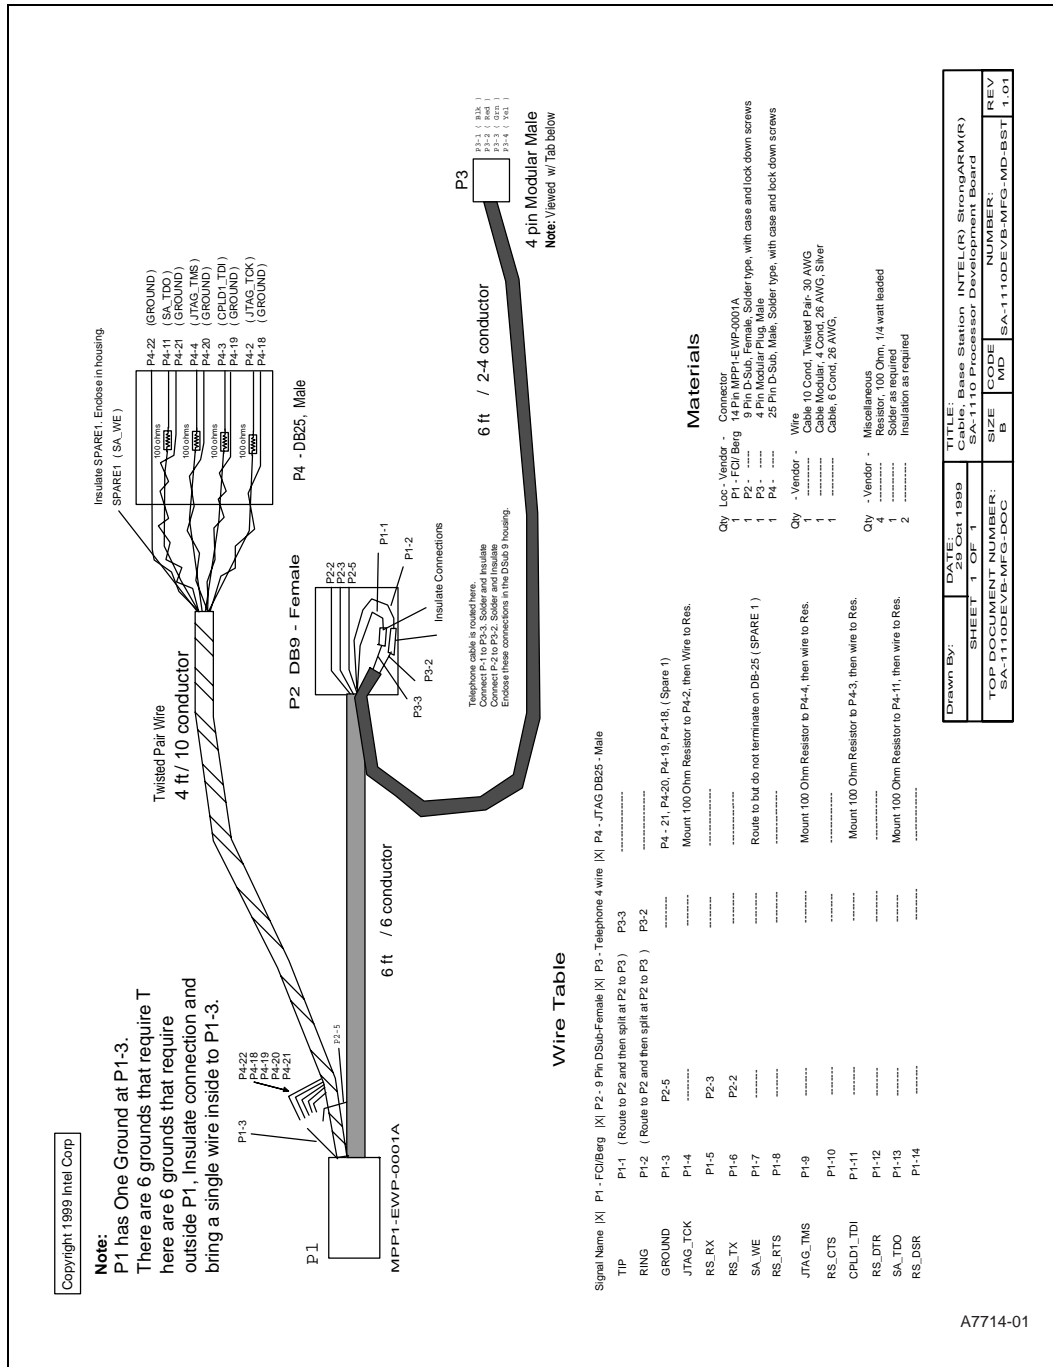 Copyright 1999 Intel Corp
Note:
P1 has One Ground at P1-3.
There are 6 grounds that require T
here are 6 grounds that require
outside P1, Insulate connection and
bring a single wire inside to P1-3.
Insulate SPARE1. Enclose in housing.
SPARE1 ( SA_WE )
100 ohms
100 ohms
100 ohms
100 ohms
P4-22 (GROUND )
P4-11 ( SA_TDO )
P4-21 ( GROUND )
P4-4 ( JTAG_TMS )
P4-20 ( GROUND )
P4-3 ( CPLD1_TDI )
P4-19 ( GROUND )
P4-2 ( JTAG_TCK )
P4-18 ( GROUND )
P4 - DB25, Male
Twisted Pair Wire
4 ft / 10 conductor
P2 DB9 - Female
P2-2
P2-3
P2-5
P1-1
P1-2
Insulate Connections
P3-2
P3-3
Telephone cable is routed here.
Connect P-1 to P3-3. Solder and Insulate
Connect P-2 to P3-2. Solder and Insulate
Enclose these connections in the DSub 9 housing.
P3
P3-1 ( Blk )
P3-2 ( Red )
P3-3 ( Grn )
P3-4 ( Yel )
4 pin Modular Male
Note: Viewed w/ Tab below
6 ft / 2-4 conductor
6 ft / 6 conductor
P1-3
P4-22
P4-18
P4-19
P4-20
P4-21
P2-5
P1
MPP1-EWP-0001A
Wire Table
Signal Name |X| P1 - FCI/Berg |X| P2 - 9 Pin DSub-Female |X| P3 - Telephone 4 wire |X| P4 - JTAG DB25 - Male
TIP P1-1 ( Route to P2 and then split at P2 to P3 ) P3-3 -------------
RING P1-2 ( Route to P2 and then split at P2 to P3 ) P3-2 -------------
GROUND P1-3 P2-5 -------- P4 - 21, P4-20, P4-19, P4-18, ( Spare 1)
JTAG_TCK P1-4 -------- -------- Mount 100 Ohm Resistor to P4-2, then Wire to Res.
RS_RX P1-5 P2-3 -------- -------------
RS_TX P1-6 P2-2 -------- -------------
SA_WE P1-7 ------- -------- Route to but do not terminate on DB-25 ( SPARE 1 )
RS_RTS P1-8 ------- -------- -------------
JTAG_TMS P1-9 ------- -------- Mount 100 Ohm Resistor to P4-4, then wire to Res.
RS_CTS P1-10 ------- -------- -------------
CPLD1_TDI P1-11 ------- -------- Mount 100 Ohm Resistor to P4-3, then wire to Res.
RS_DTR P1-12 ------- -------- -------------
SA_TDO P1-13 ------- -------- Mount 100 Ohm Resistor to P4-11, then wire to Res.
RS_DSR P1-14 ------- -------- -------------
Materials
Qty Loc - Vendor - Connector
1 P1 - FCI/ Berg 14 Pin MPP1-EWP-0001A
1 P2 - ---- 9 Pin D-Sub, Female, Solder type, with case and lock down screws
1 P3 - ---- 4 Pin Modular Plug, Male
1 P4 - ---- 25 Pin D-Sub, Male, Solder type, with case and lock down screws
Qty - Vendor - Wire
1 ---------- Cable 10 Cond, Twisted Pair- 30 AWG
1 ---------- Cable Modular, 4 Cond, 26 AWG, Silver
1 ---------- Cable, 6 Cond, 26 AWG,
Qty - Vendor - Miscellaneous
4 ---------- Resistor, 100 Ohm, 1/4 watt leaded
1 ---------- Solder as required
2 ---------- Insulation as required
Drawn By:
DATE:
29 Oct 1999
SHEET 1 OF 1
TITLE:
Cable, Base Station INTEL(R) StrongARM(R)
SA-1110 Processor Development Board
TOP DOCUMENT NUMBER:
SA-1110DEVB-MFG-DOC
SIZE
B
CODE
MD
NUMBER:
SA-1110DEVB-MFG-MD-BST
REV
1.01
A7714-01